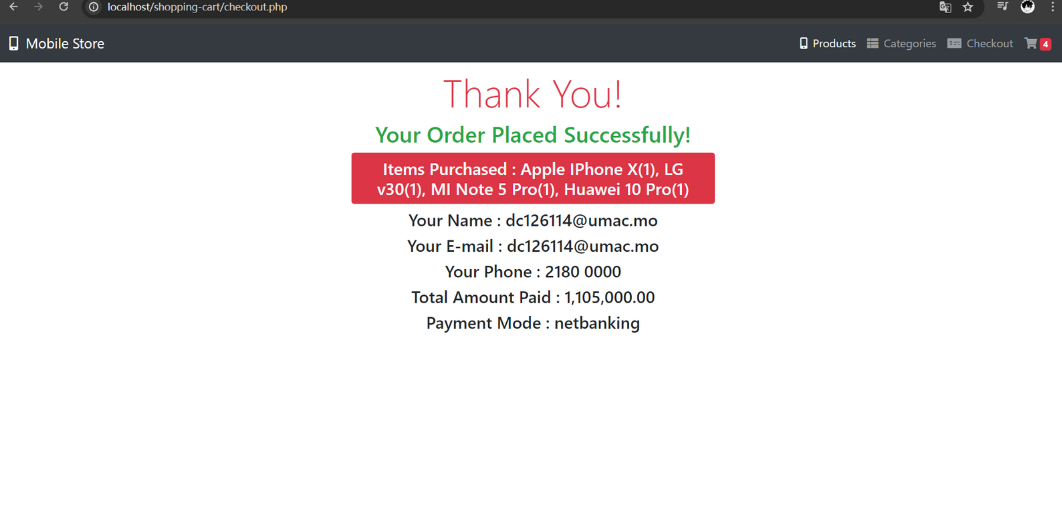 localhost/shopping-cart/checkout.php
Mobile Store
Products
Categories
Checkout
4
Thank You!
Your Order Placed Successfully!
Items Purchased : Apple IPhone X(1), LG
v30(1), MI Note 5 Pro(1), Huawei 10 Pro(1)
Your Name : dc126114@umac.mo
Your E-mail : dc126114@umac.mo
Your Phone : 2180 0000
Total Amount Paid : 1,105,000.00
Payment Mode : netbanking